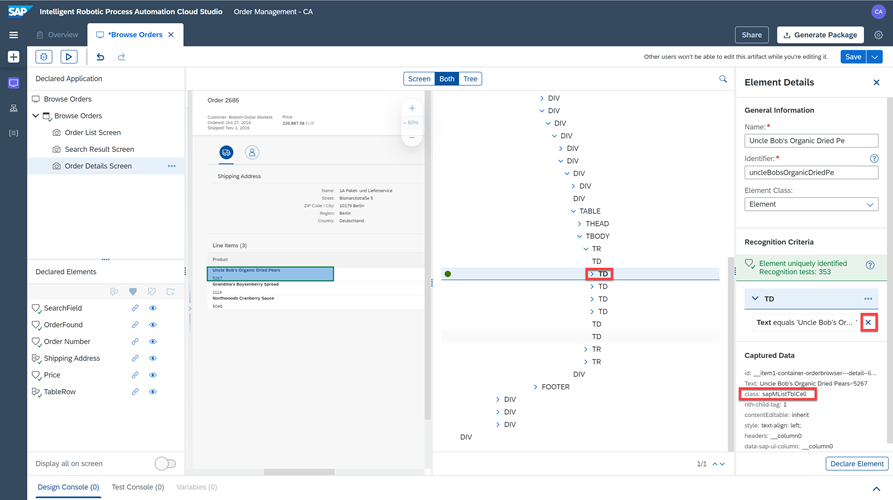 SAP Intelligent Robotic Process Automation Cloud Studio Order Management - CA CA
Overview *Browse Orders Share Generate Package
Other users won't be able to edit this artifact while you're editing it. Save
Declared Application
Browse Orders
Browse Orders
Order List Screen
Search Result Screen
Order Details Screen
Declared Elements
SearchField
OrderFound
Order Number
Shipping Address
Price
TableRow
Display all on screen
Screen Both Tree
Order 2686
Customer: Bottom-Dollar Markets
Ordered: Oct 27, 2016
Shipped: Nov 1, 2016
Price
60%
Shipping Address
Name: 1A Paket- und Lieferservice
Street: Bismarckstraße 5
ZIP Code / City: 10179 Berlin
Region: Berlin
Country: Deutschland
Line Items (3)
Product
Uncle Bob's Organic Dried Pears
5267
Grandma's Boysenberry Spread
1114
Northwoods Cranberry Sauce
DIV
DIV
DIV
DIV
DIV
DIV
DIV
DIV
DIV
TABLE
THEAD
TBODY
TR
TD
TD
TD
TD
TD
TD
TD
TR
TR
DIV
FOOTER
DIV
DIV
DIV
DIV
1/1
Element Details
General Information
Name:*
Uncle Bob's Organic Dried Pe
Identifier:*
uncleBobsOrganicDriedPe
Element Class:
Element
Recognition Criteria
Element uniquely identified
Recognition tests: 353
TD
Text equals 'Uncle Bob's Or... '
Captured Data
id: __item1-container-orderbrowser---detail--li...
Text: Uncle Bob's Organic Dried Pears~'5267
class: sapMListTblCell
nth-child-tag: 1
contentEditable: inherit
style: text-align: left;
headers: __column0
data-sap-ui-column: __column0
Declare Element
Design Console (0) Test Console (0) Variables (0)